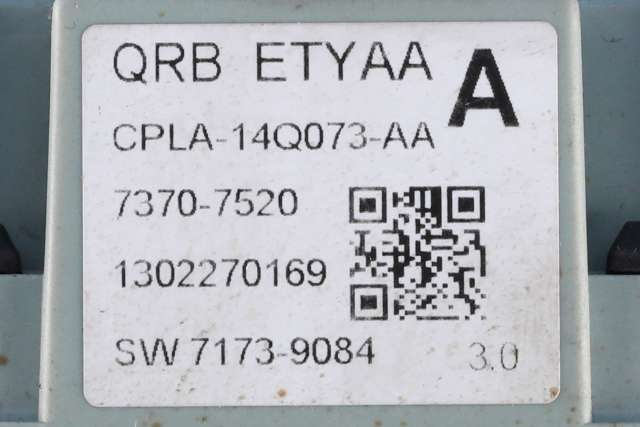 QRB ETYAA A
CPLA-14Q073-AA
7370-7520
1302270169
SW 7173-9084 3.0